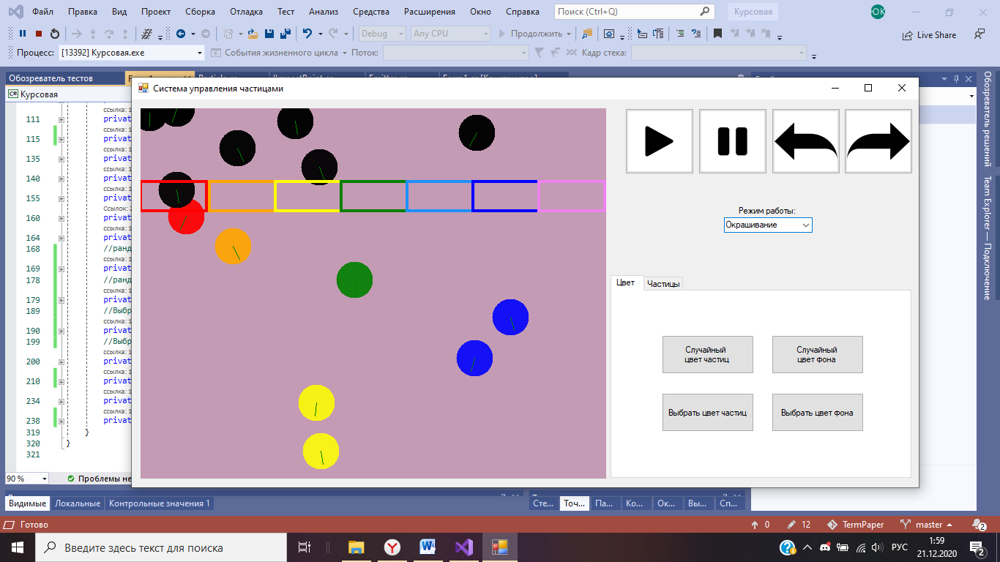 Файл Правка Вид Проект Сборка Отладка Тест Анализ Средства Расширения Окно Справка Поиск (Ctrl+Q) Курсовая ОК
Debug Any CPU Продолжить Live Share
Процесс: [13392] Курсовая.exe События жизненного цикла Поток: Кадр стека:
Обозреватель тестов
Система управления частицами
C# Курсовая
ссылка: 1
111 privat
ссылка: 1
115 privat
ссылка: 1
135 privat
ссылка: 1
140 privat
ссылка: 1
155 privat
Ссылок: 2
160 privat
ссылка: 1
164 privat
168 //ранд
ссылка: 1
169 privat
178 //ранд
ссылка: 1
179 privat
189 //Выбр
ссылка: 1
190 privat
199 //Выбр
ссылка: 1
200 privat
ссылка: 1
210 privat
ссылка: 1
234 privat
ссылка: 1
238 privat
319 }
320 }
321
90 % Проблемы не
Режим работы:
Окрашивание
Цвет Частицы
Случайный цвет частиц
Случайный цвет фона
Выбрать цвет частиц
Выбрать цвет фона
Обозреватель решений
Team Explorer — Подключение
Видимые Локальные Контрольные значения 1
Сте... Точ... Па... Ко... Ок... Вы... Сп...
Готово 0 12 TermPaper master 2
Введите здесь текст для поиска
РУС
1:59
21.12.2020
2